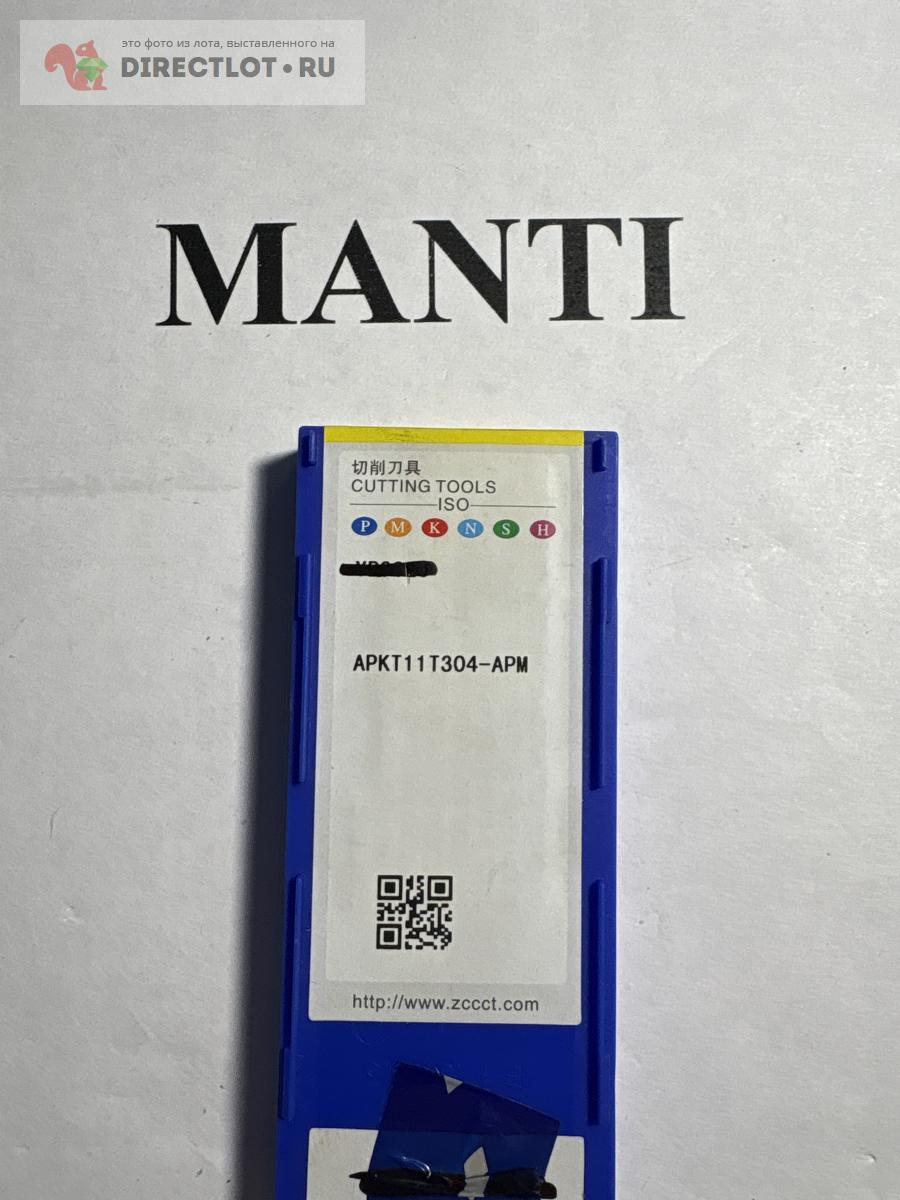 это фото из лота, выставленного на
DIRECTLOT•RU
MANTI
切削刀具
CUTTING TOOLS
ISO
P M K N S H
APKT11T304-APM
http://www.zccct.com